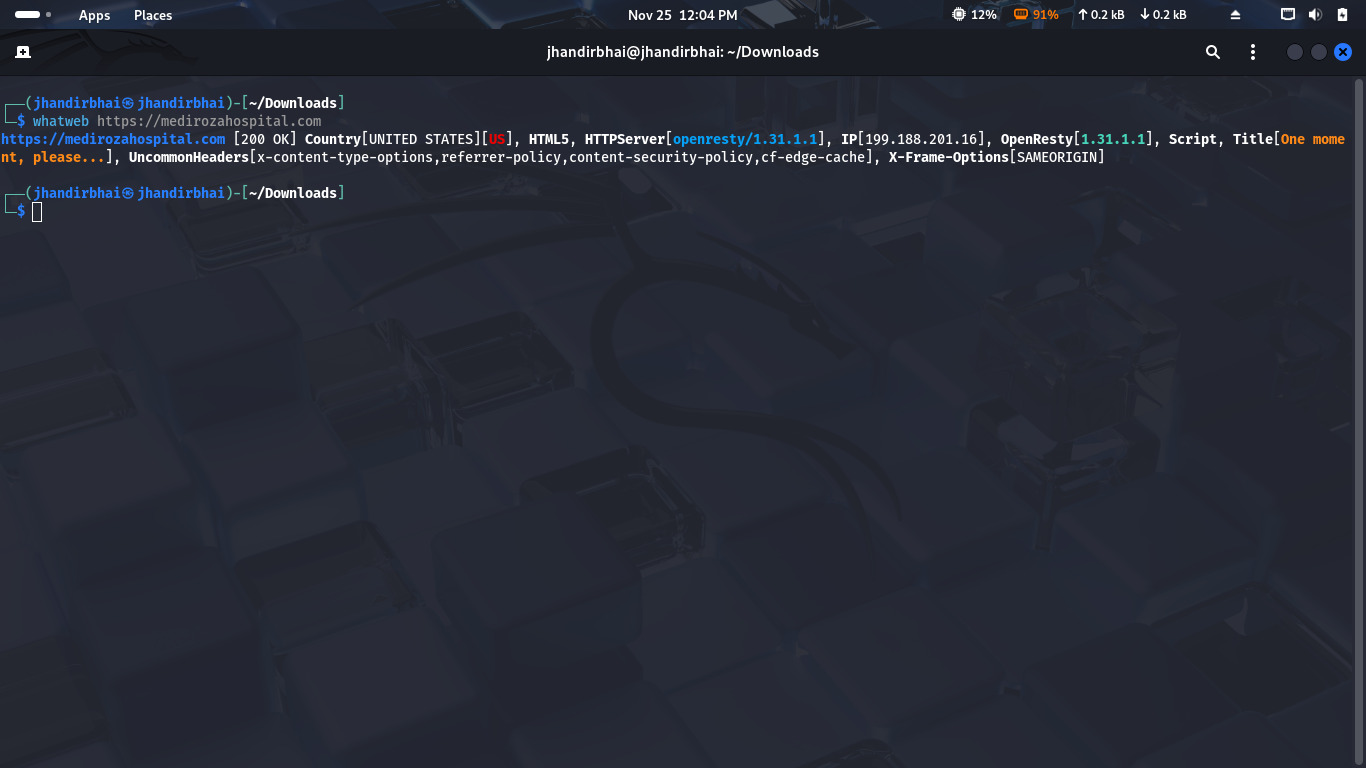 Apps Places Nov 25 12:04 PM 12% 91% 0.2 kB 0.2 kB
jhandirbhai@jhandirbhai: ~/Downloads
┌──(jhandirbhai㉿jhandirbhai)-[~/Downloads]
└─$ whatweb https://medirozahospital.com
https://medirozahospital.com [200 OK] Country[UNITED STATES][US], HTML5, HTTPServer[openresty/1.31.1.1], IP[199.188.201.16], OpenResty[1.31.1.1], Script, Title[One mome
nt, please...], UncommonHeaders[x-content-type-options,referrer-policy,content-security-policy,cf-edge-cache], X-Frame-Options[SAMEORIGIN]
┌──(jhandirbhai㉿jhandirbhai)-[~/Downloads]
└─$